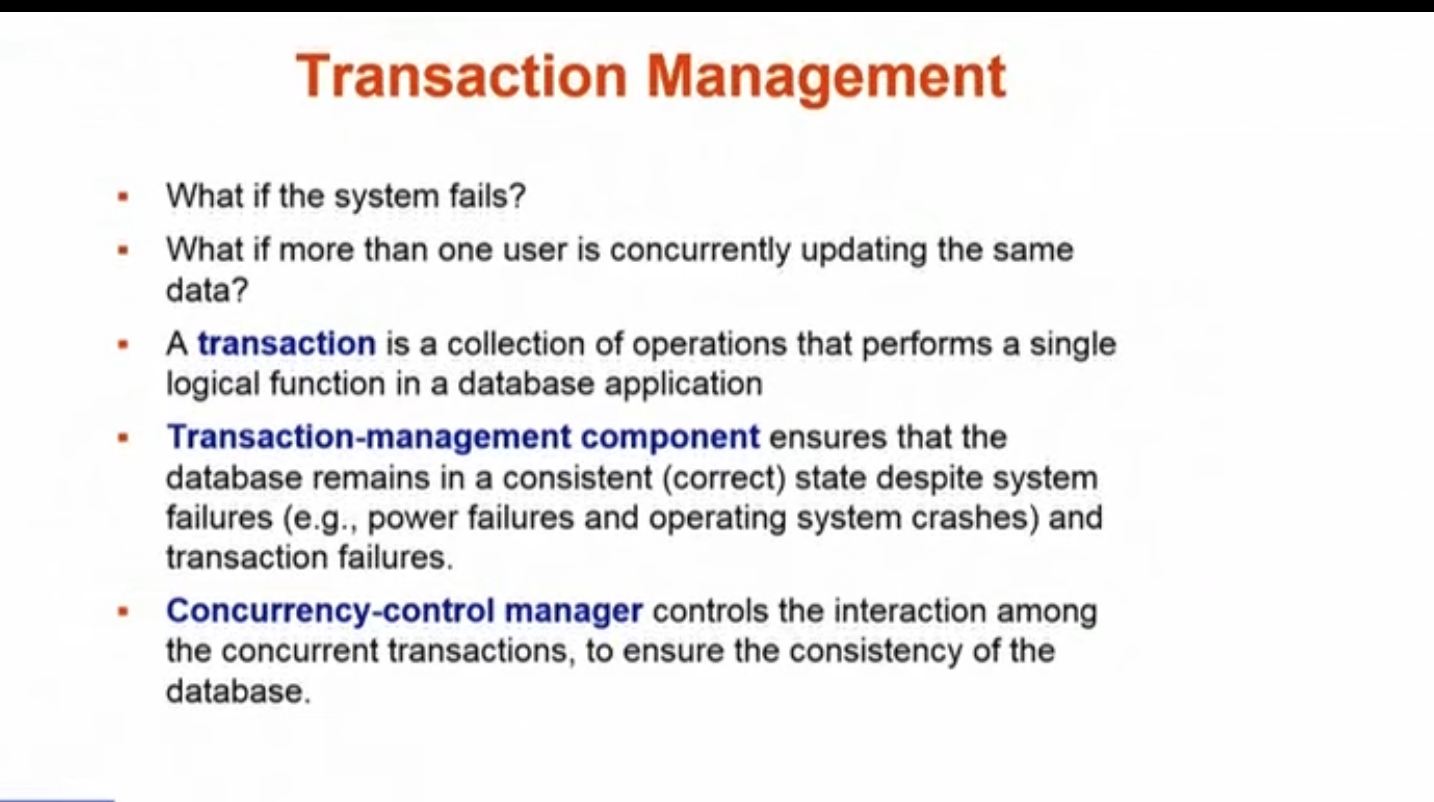 Transaction Management
▪ What if the system fails?
▪ What if more than one user is concurrently updating the same
data?
▪ A transaction is a collection of operations that performs a single
logical function in a database application
▪ Transaction-management component ensures that the
database remains in a consistent (correct) state despite system
failures (e.g., power failures and operating system crashes) and
transaction failures.
▪ Concurrency-control manager controls the interaction among
the concurrent transactions, to ensure the consistency of the
database.